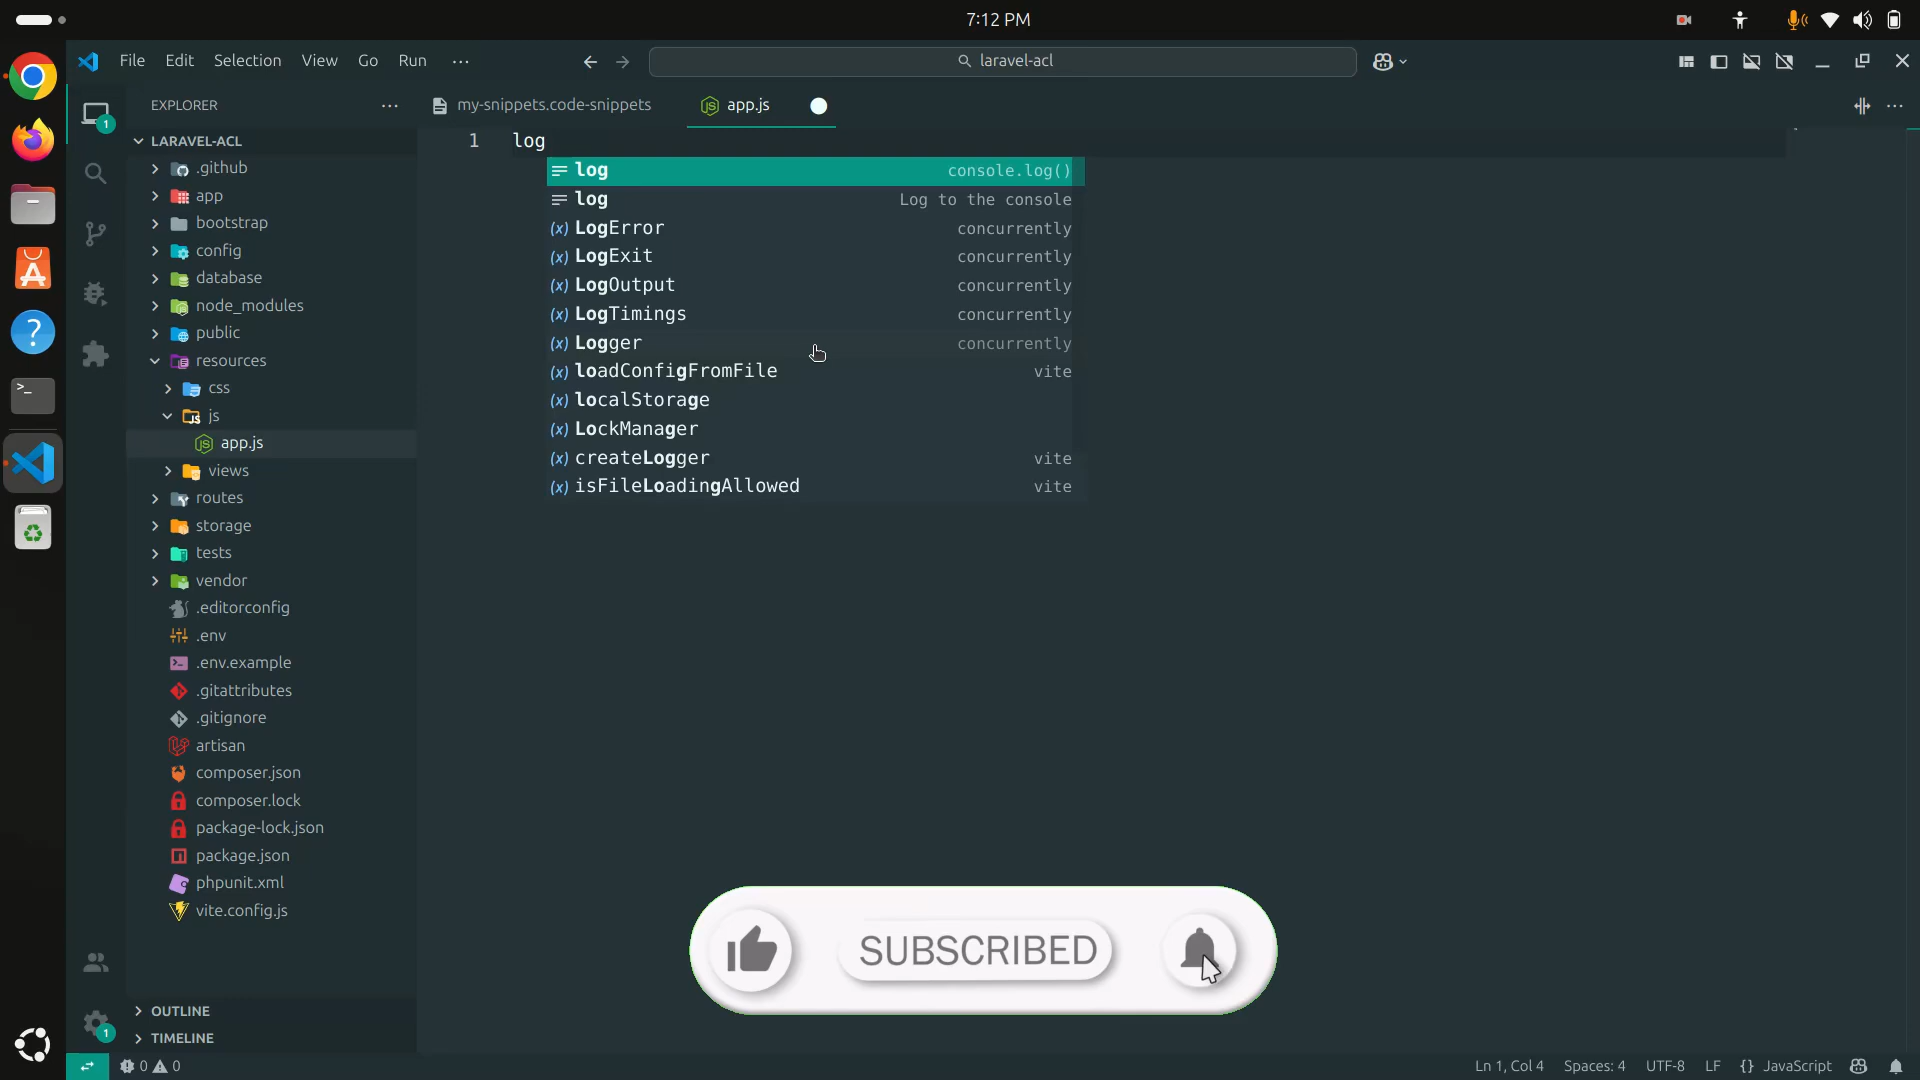 7:12 PM
File Edit Selection View Go Run ···
laravel-acl
EXPLORER ···
my-snippets.code-snippets
app.js
LARAVEL-ACL
.github
app
bootstrap
config
database
node_modules
public
resources
css
js
app.js
views
routes
storage
tests
vendor
.editorconfig
.env
.env.example
.gitattributes
.gitignore
artisan
composer.json
composer.lock
package-lock.json
package.json
phpunit.xml
vite.config.js
OUTLINE
TIMELINE
1 log
log console.log()
log Log to the console
(x) LogError concurrently
(x) LogExit concurrently
(x) LogOutput concurrently
(x) LogTimings concurrently
(x) Logger concurrently
(x) loadConfigFromFile vite
(x) localStorage
(x) LockManager
(x) createLogger vite
(x) isFileLoadingAllowed vite
SUBSCRIBED
1
1
0 0
Ln 1, Col 4 Spaces: 4 UTF-8 LF {} JavaScript